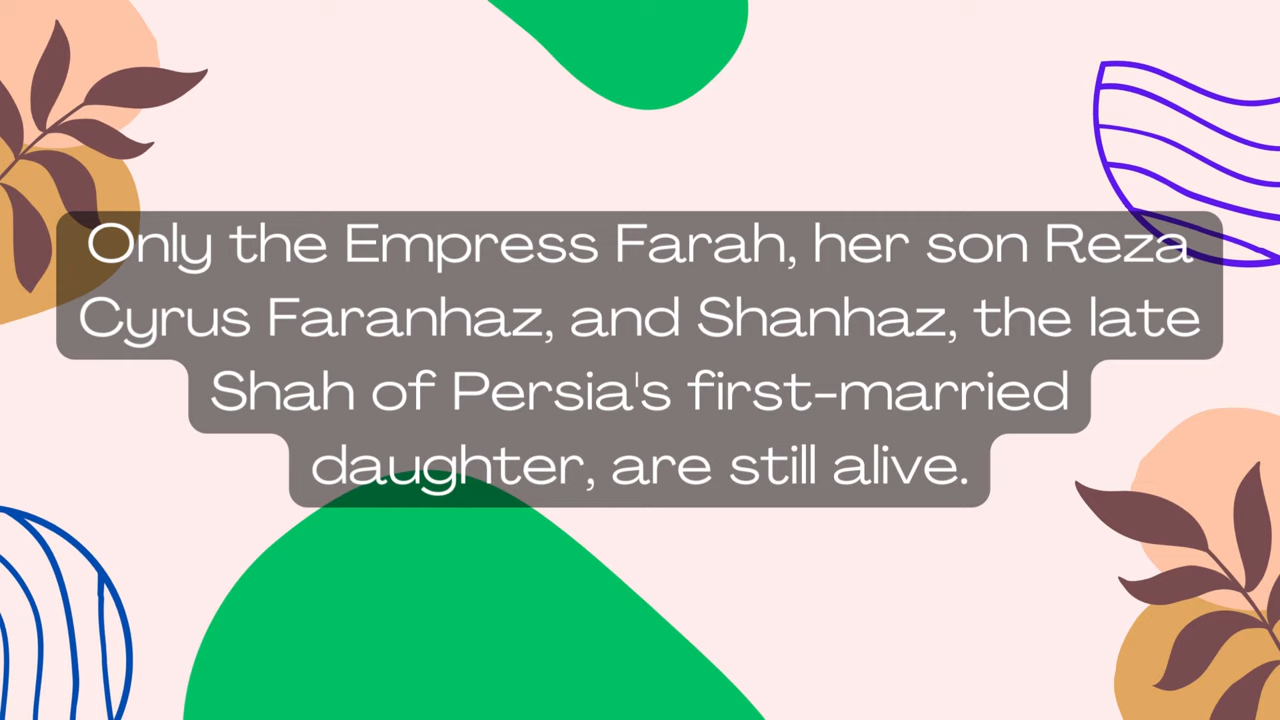 Only the Empress Farah, her son Reza
Cyrus Faranhaz, and Shanhaz, the late
Shah of Persia's first-married
daughter, are still alive.